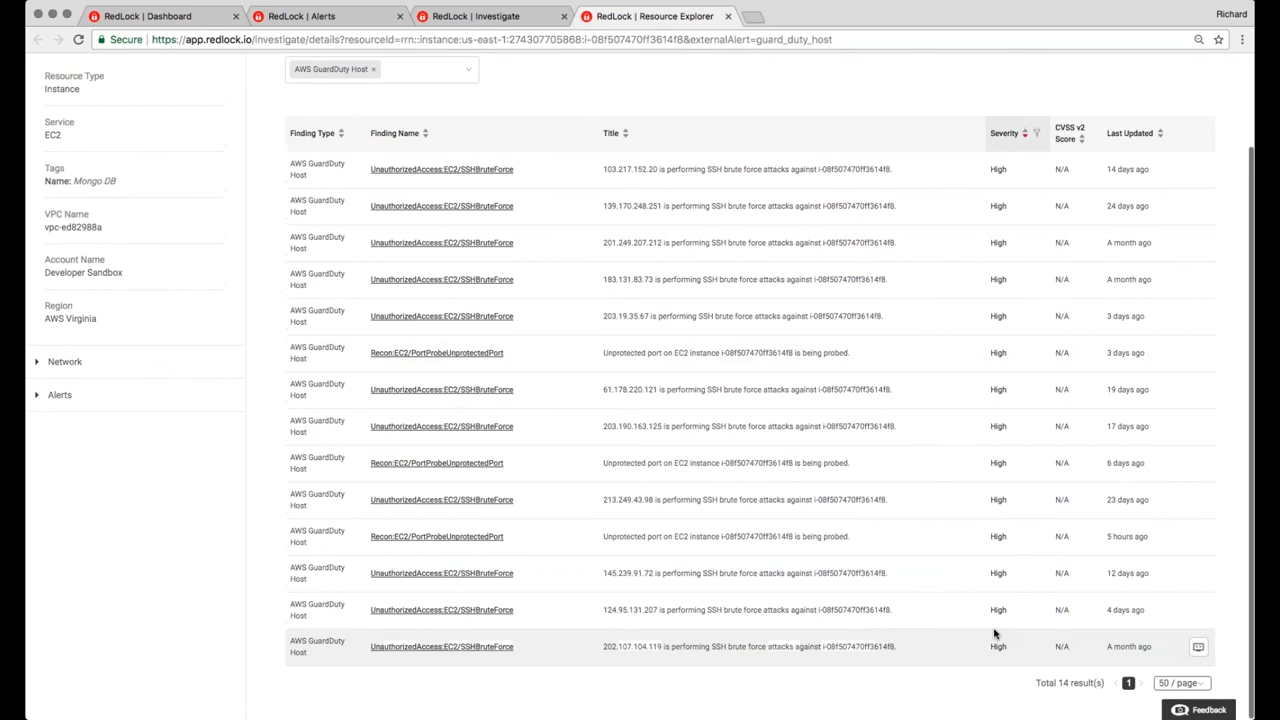 RedLock | Dashboard
RedLock | Alerts
RedLock | Investigate
RedLock | Resource Explorer
Richard
Secure https://app.redlock.io/investigate/details?resourceId=rrn::instance:us-east-1:274307705868:i-08f507470ff3614f8&externalAlert=guard_duty_host
Resource Type
Instance
Service
EC2
Tags
Name: Mongo DB
VPC Name
vpc-ed82988a
Account Name
Developer Sandbox
Region
AWS Virginia
Network
Alerts
AWS GuardDuty Host ×
Finding Type Finding Name Title Severity CVSS v2 Score Last Updated
AWS GuardDuty Host UnauthorizedAccess:EC2/SSHBruteForce 103.217.152.20 is performing SSH brute force attacks against i-08f507470ff3614f8. High N/A 14 days ago
AWS GuardDuty Host UnauthorizedAccess:EC2/SSHBruteForce 139.170.248.251 is performing SSH brute force attacks against i-08f507470ff3614f8. High N/A 24 days ago
AWS GuardDuty Host UnauthorizedAccess:EC2/SSHBruteForce 201.249.207.212 is performing SSH brute force attacks against i-08f507470ff3614f8. High N/A A month ago
AWS GuardDuty Host UnauthorizedAccess:EC2/SSHBruteForce 183.131.83.73 is performing SSH brute force attacks against i-08f507470ff3614f8. High N/A A month ago
AWS GuardDuty Host UnauthorizedAccess:EC2/SSHBruteForce 203.19.35.67 is performing SSH brute force attacks against i-08f507470ff3614f8. High N/A 3 days ago
AWS GuardDuty Host Recon:EC2/PortProbeUnprotectedPort Unprotected port on EC2 instance i-08f507470ff3614f8 is being probed. High N/A 3 days ago
AWS GuardDuty Host UnauthorizedAccess:EC2/SSHBruteForce 61.178.220.121 is performing SSH brute force attacks against i-08f507470ff3614f8. High N/A 19 days ago
AWS GuardDuty Host UnauthorizedAccess:EC2/SSHBruteForce 203.190.163.125 is performing SSH brute force attacks against i-08f507470ff3614f8. High N/A 17 days ago
AWS GuardDuty Host Recon:EC2/PortProbeUnprotectedPort Unprotected port on EC2 instance i-08f507470ff3614f8 is being probed. High N/A 6 days ago
AWS GuardDuty Host UnauthorizedAccess:EC2/SSHBruteForce 213.249.43.98 is performing SSH brute force attacks against i-08f507470ff3614f8. High N/A 23 days ago
AWS GuardDuty Host Recon:EC2/PortProbeUnprotectedPort Unprotected port on EC2 instance i-08f507470ff3614f8 is being probed. High N/A 5 hours ago
AWS GuardDuty Host UnauthorizedAccess:EC2/SSHBruteForce 145.239.91.72 is performing SSH brute force attacks against i-08f507470ff3614f8. High N/A 12 days ago
AWS GuardDuty Host UnauthorizedAccess:EC2/SSHBruteForce 124.95.131.207 is performing SSH brute force attacks against i-08f507470ff3614f8. High N/A 4 days ago
AWS GuardDuty Host UnauthorizedAccess:EC2/SSHBruteForce 202.107.104.119 is performing SSH brute force attacks against i-08f507470ff3614f8. High N/A A month ago
Total 14 result(s) 1 50 / page
Feedback